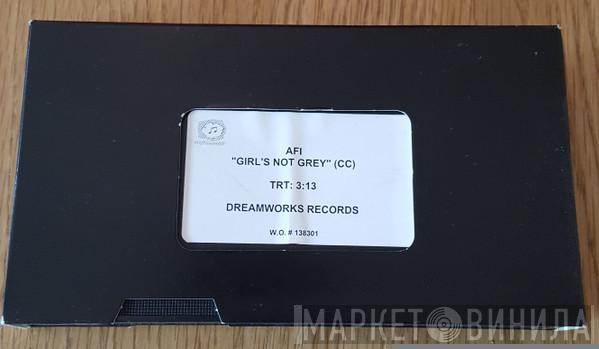 AFI
"GIRL'S NOT GREY" (CC)
TRT: 3:13
DREAMWORKS RECORDS
W.O. # 138301
МАРКЕТ ВИНИЛА